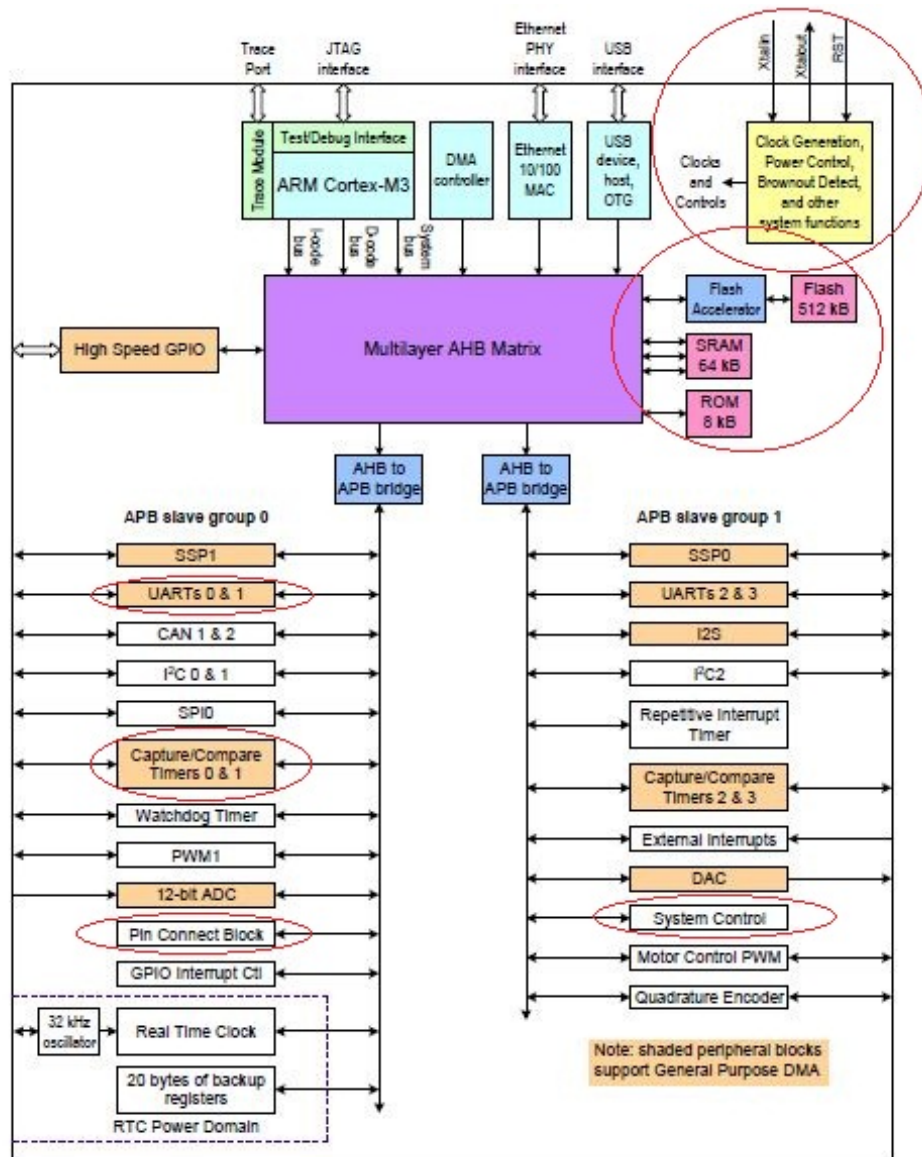 Trace
Port
JTAG
interface
Ethernet
PHY
interface
USB
interface
Xtalin
Xtalout
RST
Trace Module
Test/Debug Interface
ARM Cortex-M3
DMA
controller
Ethernet
10/100
MAC
USB
device,
host,
OTG
Clocks
and
Controls
Clock Generation,
Power Control,
Brownout Detect,
and other
system functions
I-code
bus
D-code
bus
System
bus
High Speed GPIO
Multilayer AHB Matrix
Flash
Accelerator
Flash
512 kB
SRAM
64 kB
ROM
8 kB
AHB to
APB bridge
AHB to
APB bridge
APB slave group 0
SSP1
UARTs 0 & 1
CAN 1 & 2
I²C 0 & 1
SPI0
Capture/Compare
Timers 0 & 1
Watchdog Timer
PWM1
12-bit ADC
Pin Connect Block
GPIO Interrupt Ctl
32 kHz
oscillator
Real Time Clock
20 bytes of backup
registers
RTC Power Domain
APB slave group 1
SSP0
UARTs 2 & 3
I2S
I²C2
Repetitive Interrupt
Timer
Capture/Compare
Timers 2 & 3
External Interrupts
DAC
System Control
Motor Control PWM
Quadrature Encoder
Note: shaded peripheral blocks
support General Purpose DMA